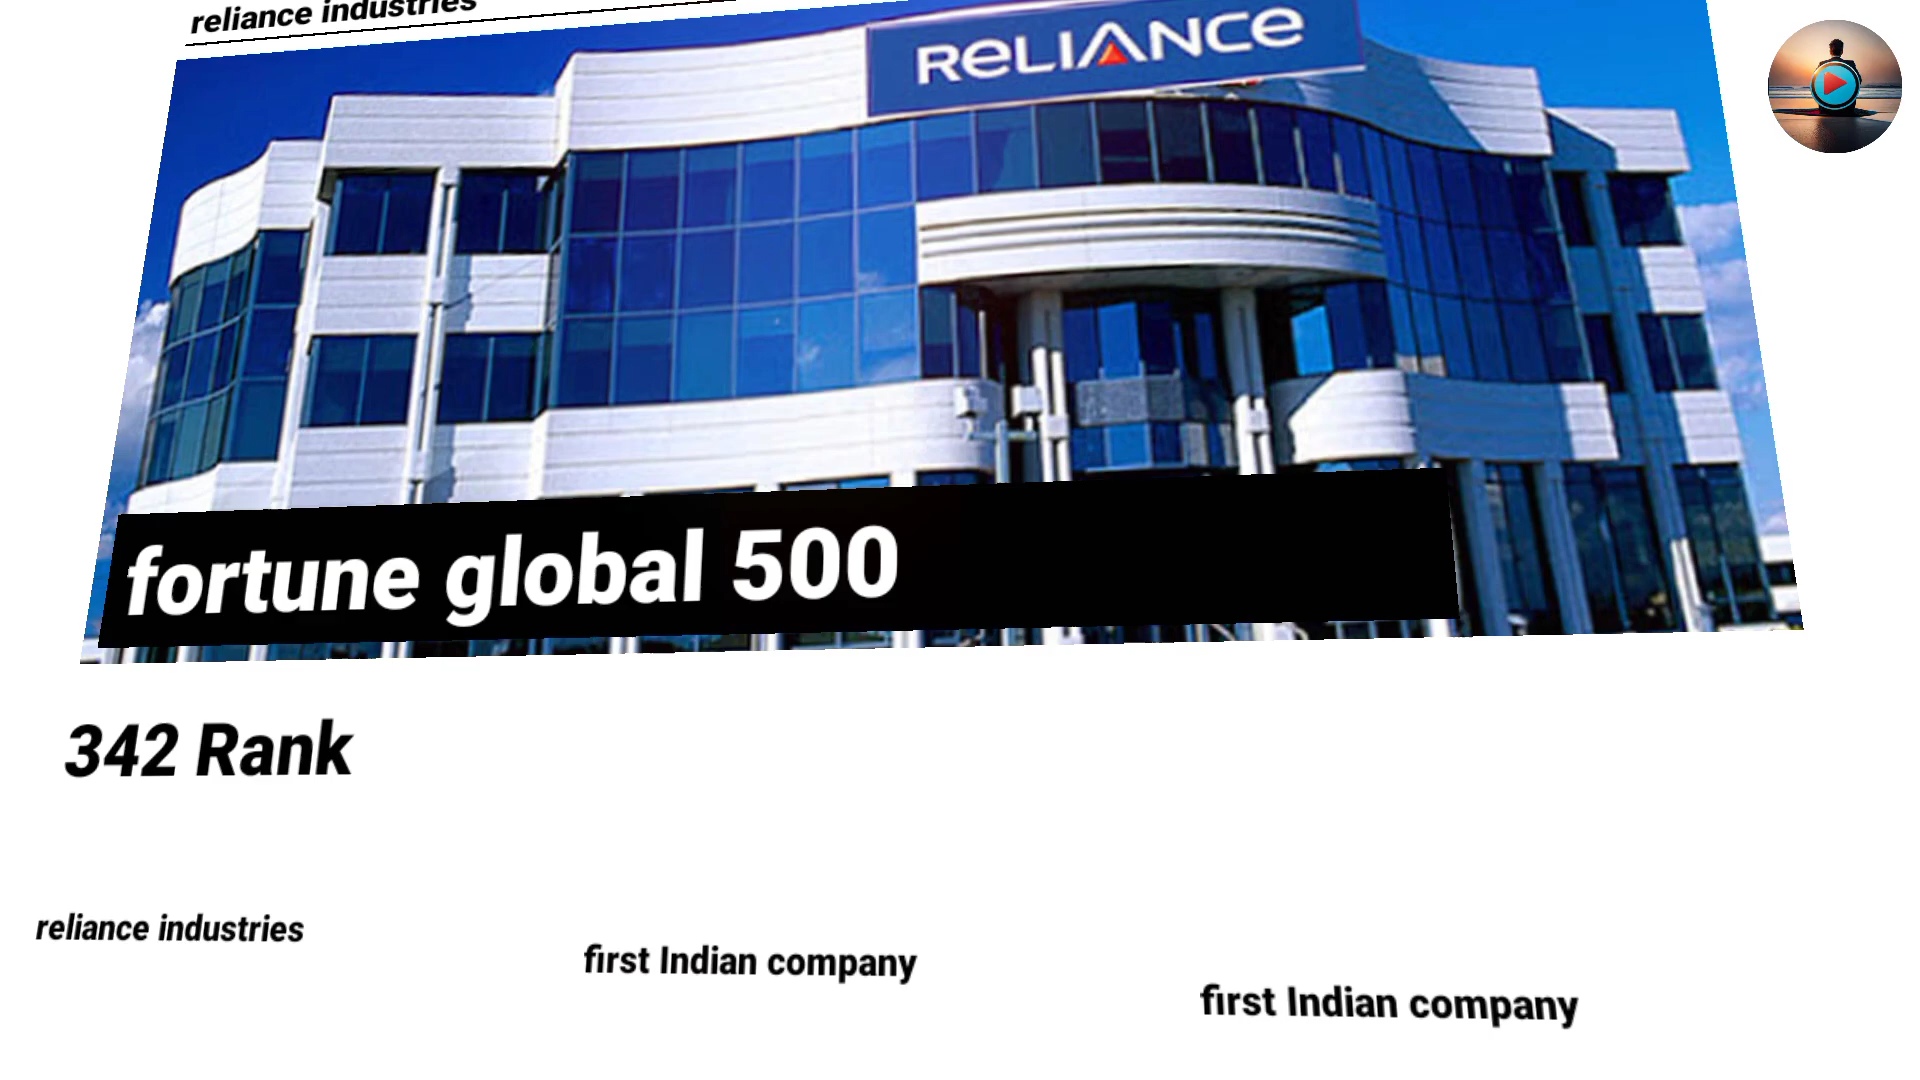 reliance industries
RELIANCE
fortune global 500
342 Rank
reliance industries
first Indian company
first Indian company